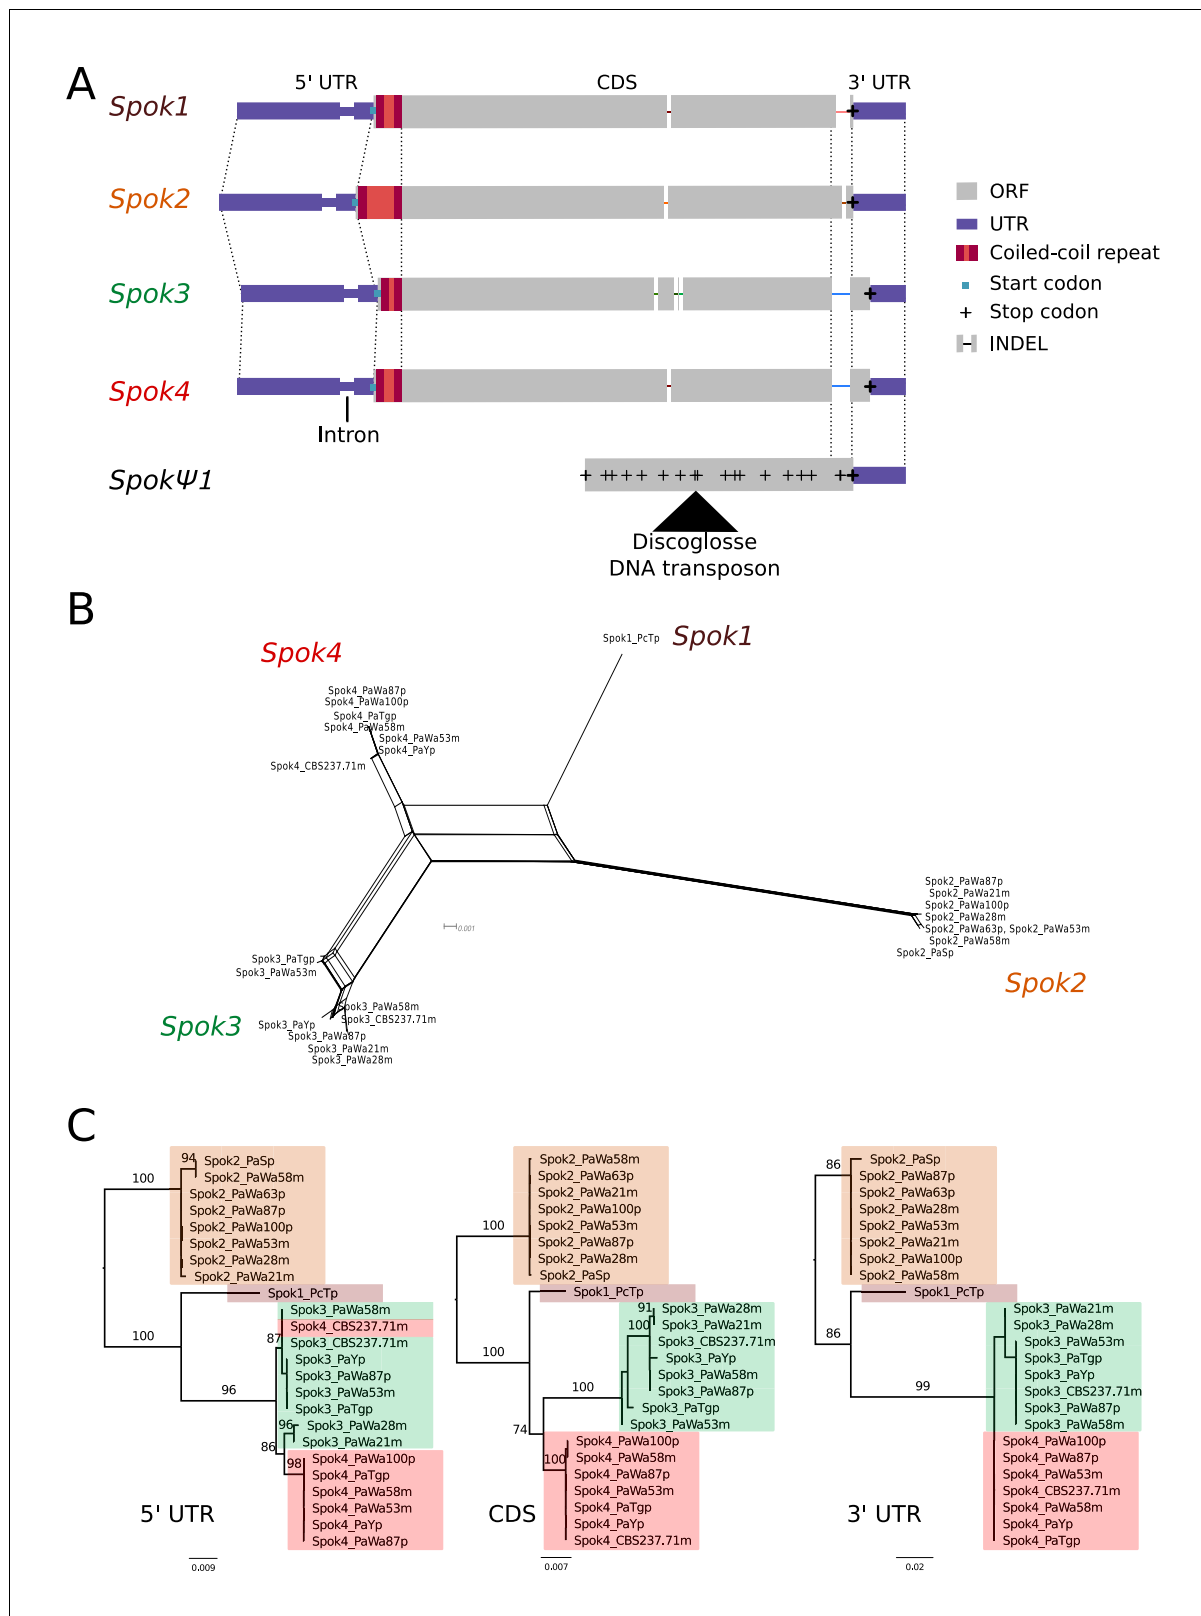 A
5' UTR
CDS
3' UTR
Spok1
Spok2
Spok3
Spok4
Intron
SpokΨ1
Discoglosse
DNA transposon
ORF
UTR
Coiled-coil repeat
Start codon
Stop codon
INDEL
B
Spok4
Spok1_PcTp
Spok1
Spok4_PaWa87p
Spok4_PaWa100p
Spok4_PaTgp
Spok4_PaWa58m
Spok4_PaWa53m
Spok4_PaYp
Spok4_CBS237.71m
0.001
Spok2_PaWa87p
Spok2_PaWa21m
Spok2_PaWa100p
Spok2_PaWa28m
Spok2_PaWa63p, Spok2_PaWa53m
Spok2_PaWa58m
Spok2_PaSp
Spok2
Spok3_PaTgp
Spok3_PaWa53m
Spok3_PaWa58m
Spok3_CBS237.71m
Spok3_PaYp
Spok3_PaWa87p
Spok3_PaWa21m
Spok3_PaWa28m
Spok3
C
94
100
Spok2_PaSp
Spok2_PaWa58m
Spok2_PaWa63p
Spok2_PaWa87p
Spok2_PaWa100p
Spok2_PaWa53m
Spok2_PaWa28m
Spok2_PaWa21m
Spok1_PcTp
100
Spok3_PaWa58m
Spok4_CBS237.71m
87
Spok3_CBS237.71m
Spok3_PaYp
Spok3_PaWa87p
Spok3_PaWa53m
Spok3_PaTgp
96
96
Spok3_PaWa28m
Spok3_PaWa21m
86
98
Spok4_PaWa100p
Spok4_PaTgp
Spok4_PaWa58m
Spok4_PaWa53m
Spok4_PaYp
Spok4_PaWa87p
5' UTR
0.009
100
Spok2_PaWa58m
Spok2_PaWa63p
Spok2_PaWa21m
Spok2_PaWa100p
Spok2_PaWa53m
Spok2_PaWa87p
Spok2_PaWa28m
Spok2_PaSp
Spok1_PcTp
100
91
100
Spok3_PaWa28m
Spok3_PaWa21m
Spok3_CBS237.71m
Spok3_PaYp
Spok3_PaWa58m
Spok3_PaWa87p
Spok3_PaTgp
Spok3_PaWa53m
100
74
100
Spok4_PaWa100p
Spok4_PaWa58m
Spok4_PaWa87p
Spok4_PaWa53m
Spok4_PaTgp
Spok4_PaYp
Spok4_CBS237.71m
CDS
0.007
86
Spok2_PaSp
Spok2_PaWa87p
Spok2_PaWa63p
Spok2_PaWa28m
Spok2_PaWa53m
Spok2_PaWa21m
Spok2_PaWa100p
Spok2_PaWa58m
Spok1_PcTp
86
Spok3_PaWa21m
Spok3_PaWa28m
Spok3_PaWa53m
Spok3_PaTgp
Spok3_PaYp
Spok3_CBS237.71m
Spok3_PaWa87p
Spok3_PaWa58m
99
Spok4_PaWa100p
Spok4_PaWa87p
Spok4_PaWa53m
Spok4_CBS237.71m
Spok4_PaWa58m
Spok4_PaYp
Spok4_PaTgp
3' UTR
0.02